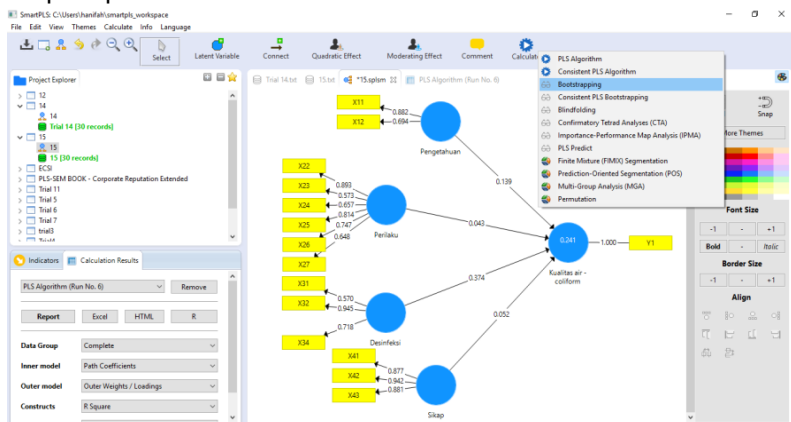 SmartPLS: C:\Users\hanifah\smartpls_workspace
File Edit View Themes Calculate Info Language
Select
Latent Variable
Connect
Quadratic Effect
Moderating Effect
Comment
Calculate
PLS Algorithm
Consistent PLS Algorithm
Bootstrapping
Consistent PLS Bootstrapping
Blindfolding
Confirmatory Tetrad Analyses (CTA)
Importance-Performance Map Analysis (IPMA)
PLS Predict
Finite Mixture (FIMIX) Segmentation
Prediction-Oriented Segmentation (POS)
Multi-Group Analysis (MGA)
Permutation
Project Explorer
12
14
14
Trial 14 [30 records]
15
15
15 [30 records]
ECSI
PLS-SEM BOOK - Corporate Reputation Extended
Trial 11
Trial 5
Trial 6
Trial 7
trial3
Indicators
Calculation Results
PLS Algorithm (Run No. 6)
Remove
Report
Excel
HTML
R
Data Group
Complete
Inner model
Path Coefficients
Outer model
Outer Weights / Loadings
Constructs
R Square
Trial 14.txt
15.txt
*15.splsm
PLS Algorithm (Run No. 6)
X11
0.882
X12
0.694
Pengetahuan
0.139
X22
X23
0.893
0.573
X24
0.657
0.814
X25
0.747
0.648
X26
X27
Perilaku
0.043
0.241
1.000
Y1
Kualitas air -
coliform
X31
0.570
X32
0.945
0.718
X34
Desinfeksi
0.374
X41
0.877
X42
0.942
X43
0.881
Sikap
0.052
Snap
More Themes
Font Size
-1 - +1
Bold - Italic
Border Size
-1 - +1
Align